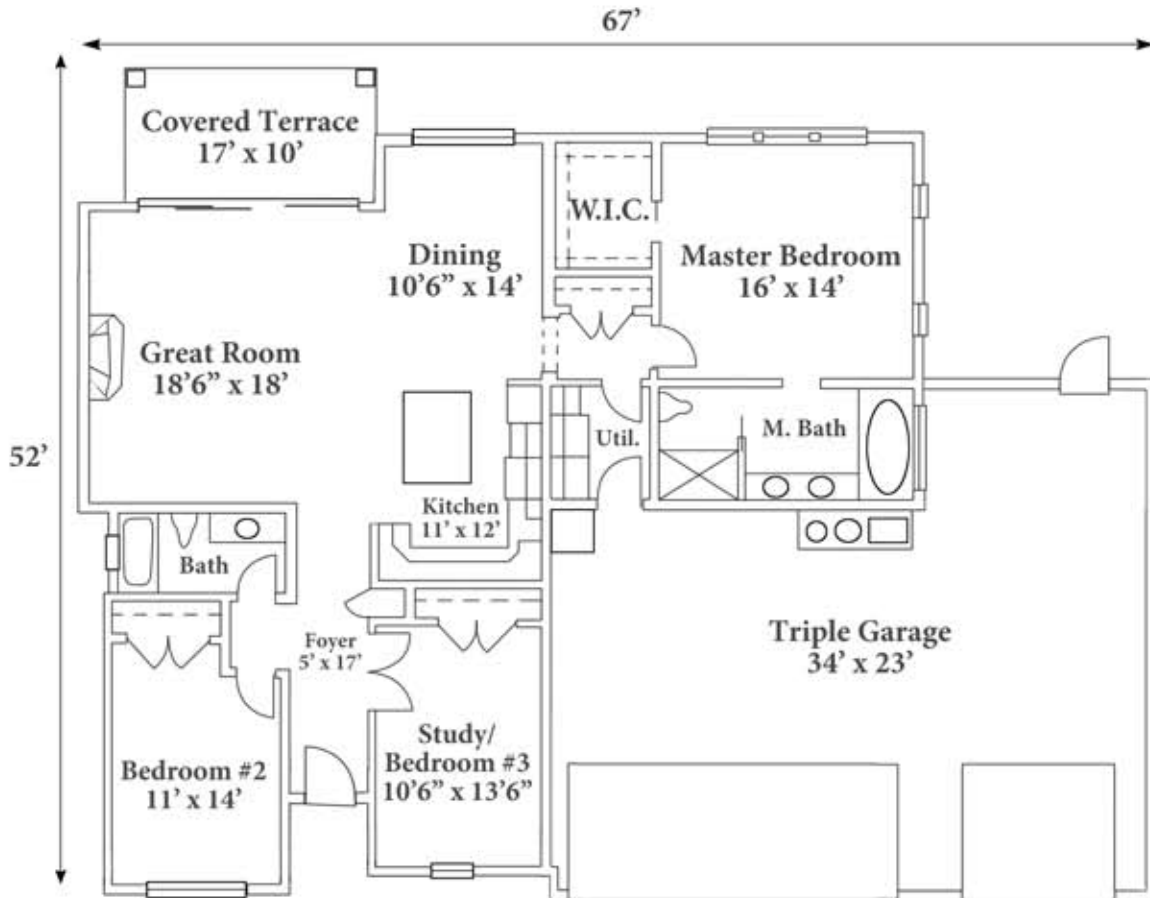 67’
Covered Terrace
17’ x 10’
W.I.C.
Dining
10’6” x 14’
Master Bedroom
16’ x 14’
Great Room
18’6” x 18’
52’
Util.
M. Bath
Kitchen
11’ x 12’
Bath
Foyer
5’ x 17’
Triple Garage
34’ x 23’
Study/
Bedroom #3
10’6” x 13’6”
Bedroom #2
11’ x 14’